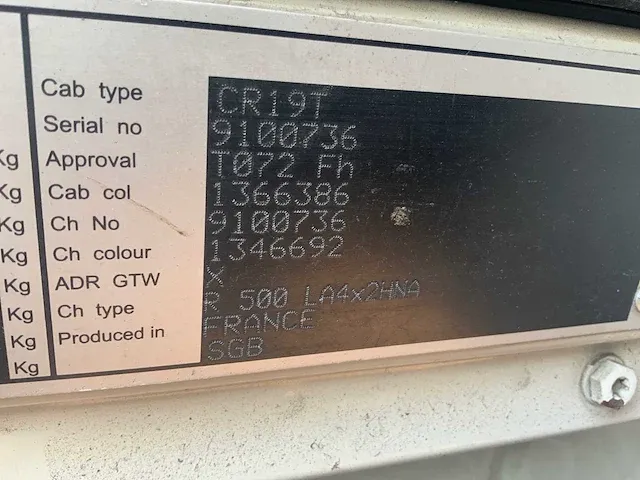 Cab type CR19T
Serial no 9100736
Kg Approval T072 Fh
Kg Cab col 1366386
Kg Ch No 9100736
Kg Ch colour 1346692
Kg ADR GTW X
Kg Ch type R 500 LA4x2HNA
Kg Produced in FRANCE
Kg SGB